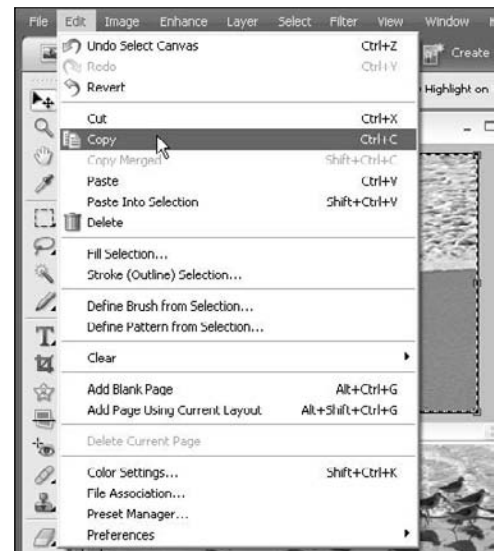 File Edit Image Enhance Layer Select Filter View Window
Undo Select Canvas Ctrl+Z
Create
Redo Ctrl+Y
Revert
Highlight on
Cut Ctrl+X
Copy Ctrl+C
Copy Merged Shift+Ctrl+C
Paste Ctrl+V
Paste Into Selection Shift+Ctrl+V
Delete
Fill Selection...
Stroke (Outline) Selection...
Define Brush from Selection...
Define Pattern from Selection...
Clear
T
Add Blank Page Alt+Ctrl+G
Add Page Using Current Layout Alt+Shift+Ctrl+G
Delete Current Page
Color Settings... Shift+Ctrl+K
File Association...
Preset Manager...
Preferences